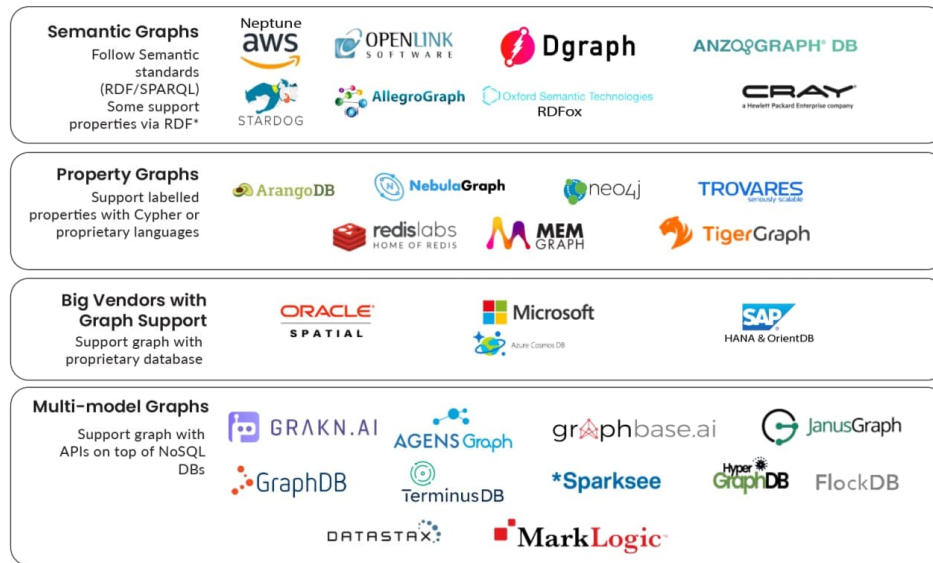 Semantic Graphs
Follow Semantic
standards
(RDF/SPARQL)
Some support
properties via RDF*
Neptune
aws
OPENLINK
SOFTWARE
Dgraph
ANZOGRAPH® DB
STARDOG
AllegroGraph
Oxford Semantic Technologies
RDFox
CRAY
a Hewlett Packard Enterprise company
Property Graphs
Support labelled
properties with Cypher or
proprietary languages
ArangoDB
NebulaGraph
neo4j
TROVARES
seriously scalable
redislabs
HOME OF REDIS
MEM
GRAPH
TigerGraph
Big Vendors with
Graph Support
Support graph with
proprietary database
ORACLE®
SPATIAL
Microsoft
Azure Cosmos DB
SAP
HANA & OrientDB
Multi-model Graphs
Support graph with
APIs on top of NoSQL
DBs
GRAKN.AI
AGENS Graph
graphbase.ai
JanusGraph
GraphDB
TerminusDB
*Sparksee
Hyper
GraphDB
FlockDB
DATASTAX
MarkLogic™